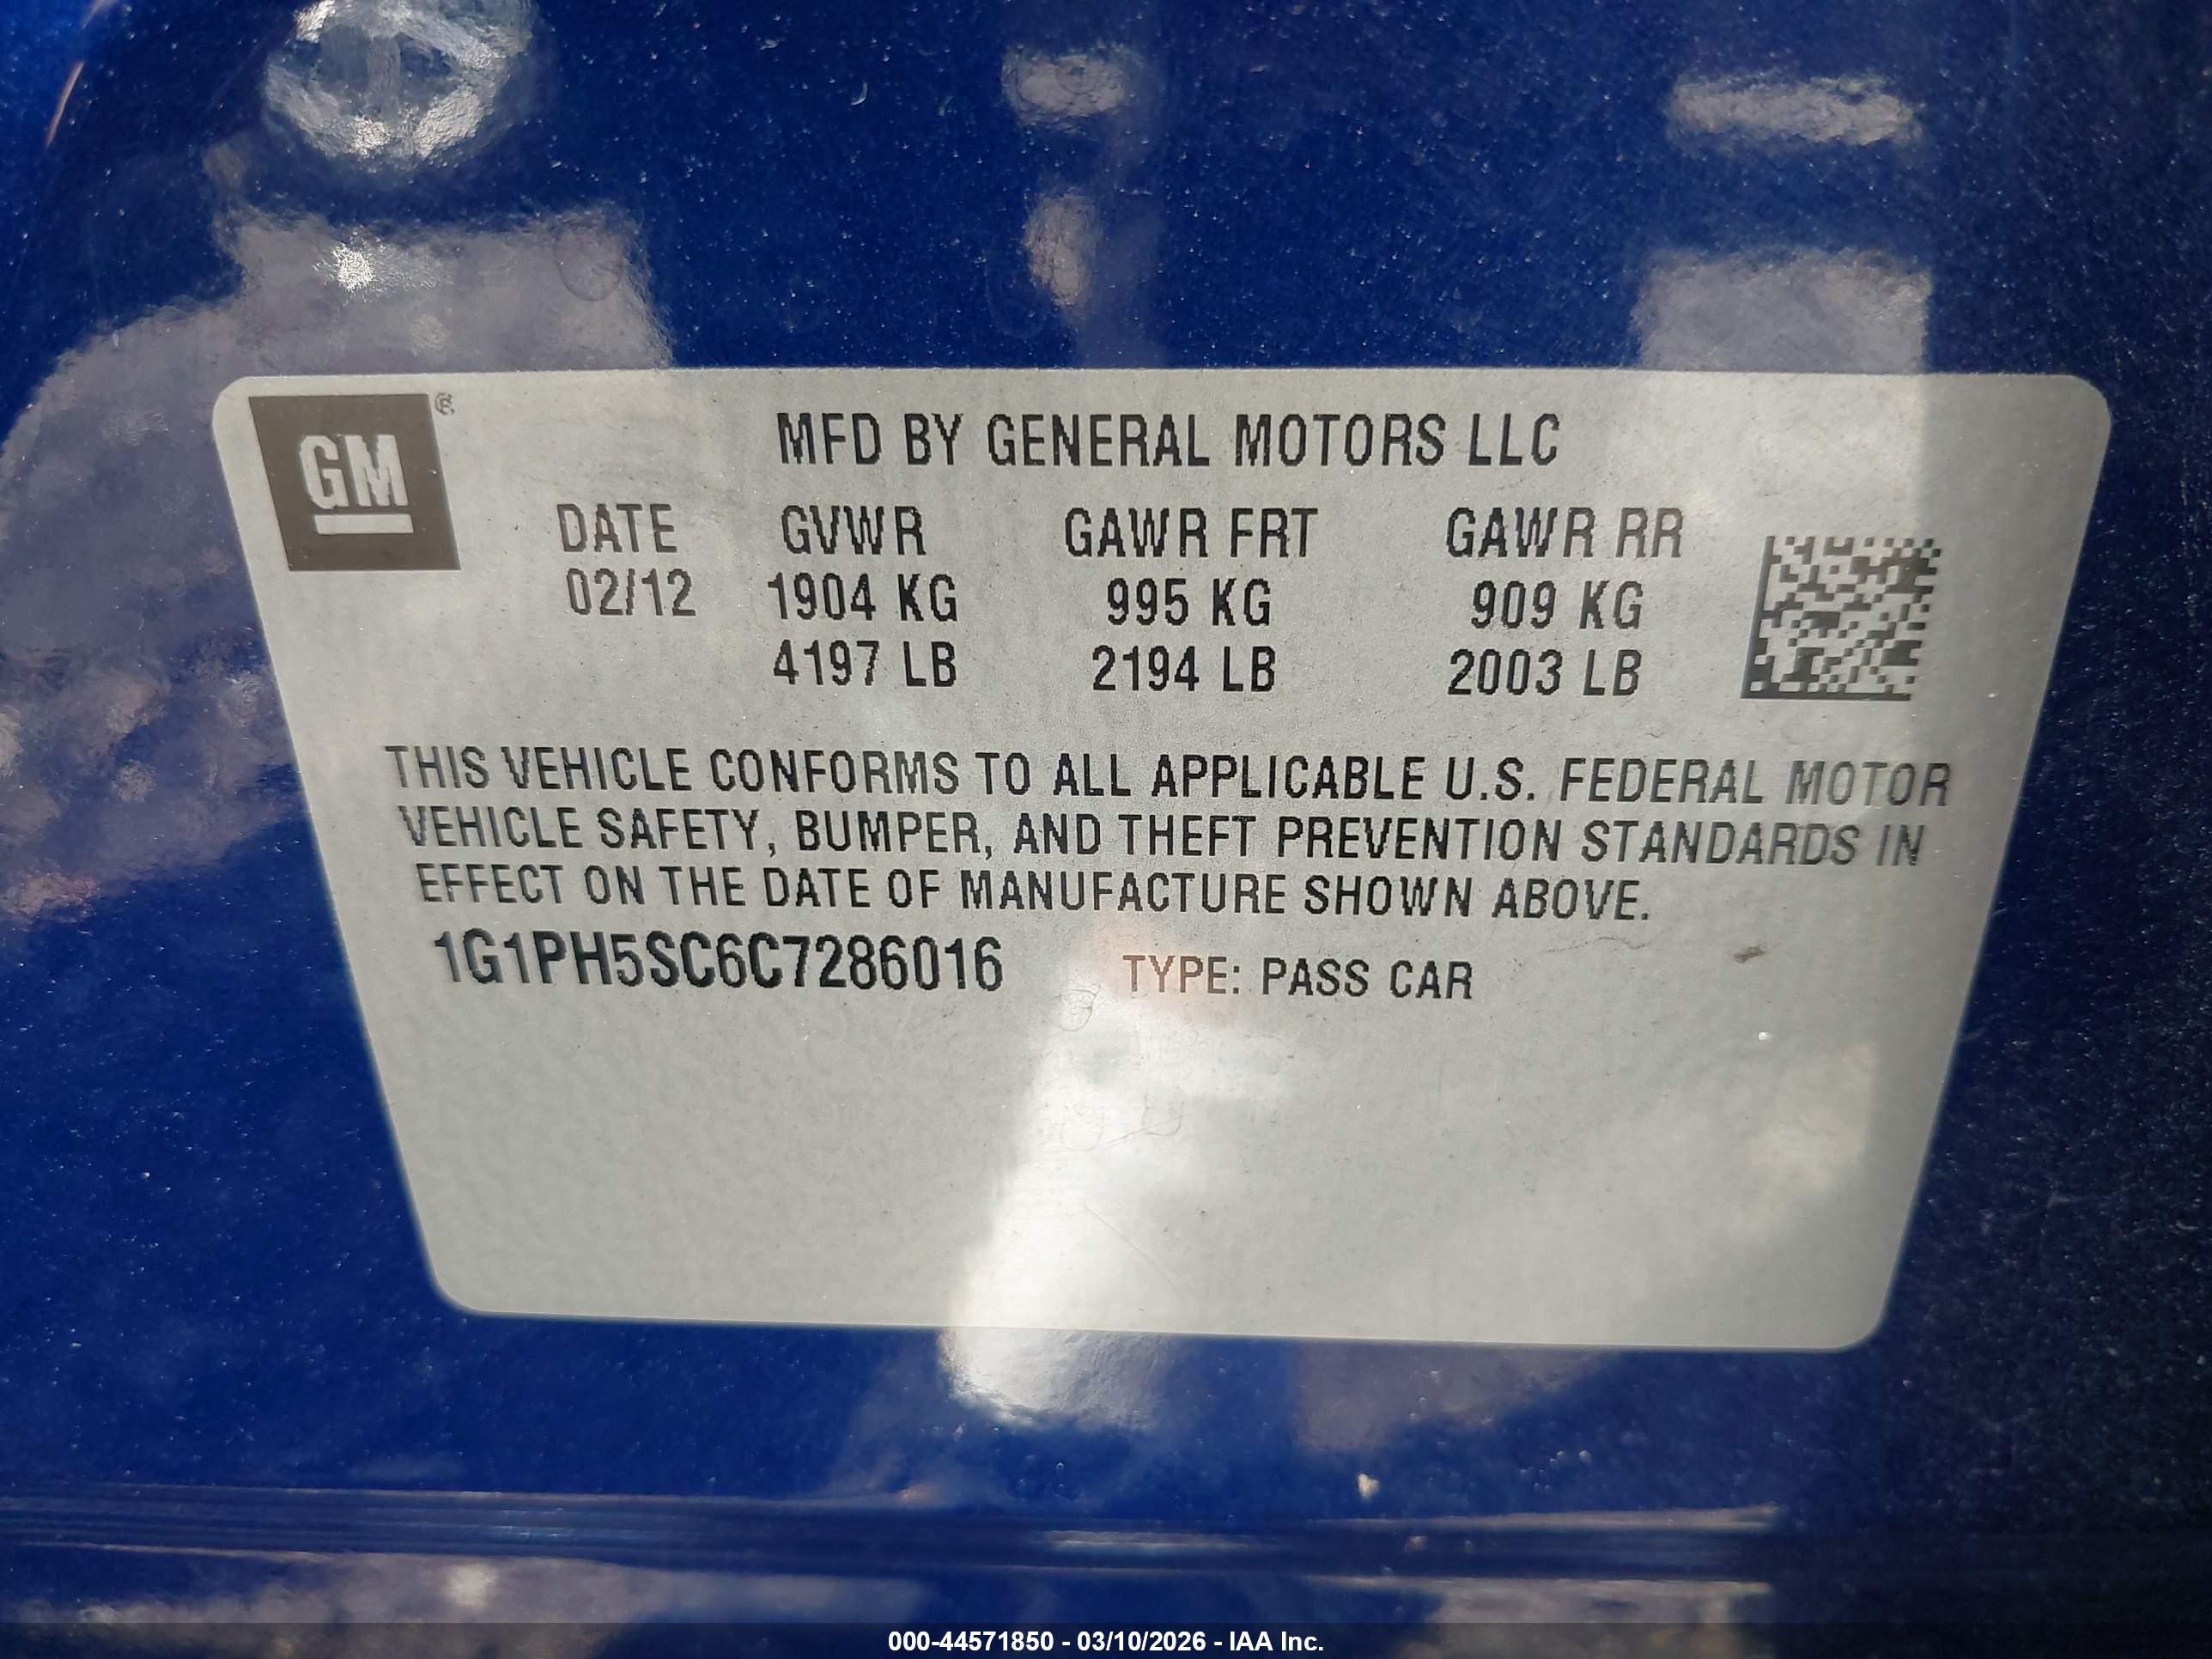 GM ®
MFD BY GENERAL MOTORS LLC
DATE GVWR GAWR FRT GAWR RR
02/12 1904 KG 995 KG 909 KG
4197 LB 2194 LB 2003 LB
THIS VEHICLE CONFORMS TO ALL APPLICABLE U.S. FEDERAL MOTOR
VEHICLE SAFETY, BUMPER, AND THEFT PREVENTION STANDARDS IN
EFFECT ON THE DATE OF MANUFACTURE SHOWN ABOVE.
1G1PH5SC6C7286016 TYPE: PASS CAR
000-44571850 - 03/10/2026 - IAA Inc.